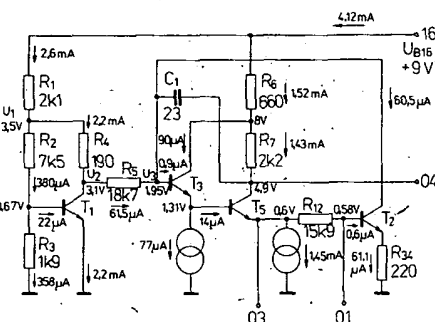 4.12mA
16
U_B16
+9V
2,6mA
R1
2k1
U1
3,5V
2,2mA
C1
23
R6
660
1,52mA
60,5μA
R2
7k5
R4
190
90μA
8V
R7
2k2
1,43mA
U2
3,1V
R5
18k7
U3
1,95V
0,9μA
T3
4,9V
04
380μA
0,67V
22μA
T1
61,5μA
1,31V
14μA
T5
0,6V
R12
15k9
0,58V
T2
0,6μA
R3
1k9
358μA
2,2mA
77μA
1,45mA
61.1
μA
R34
220
03
01